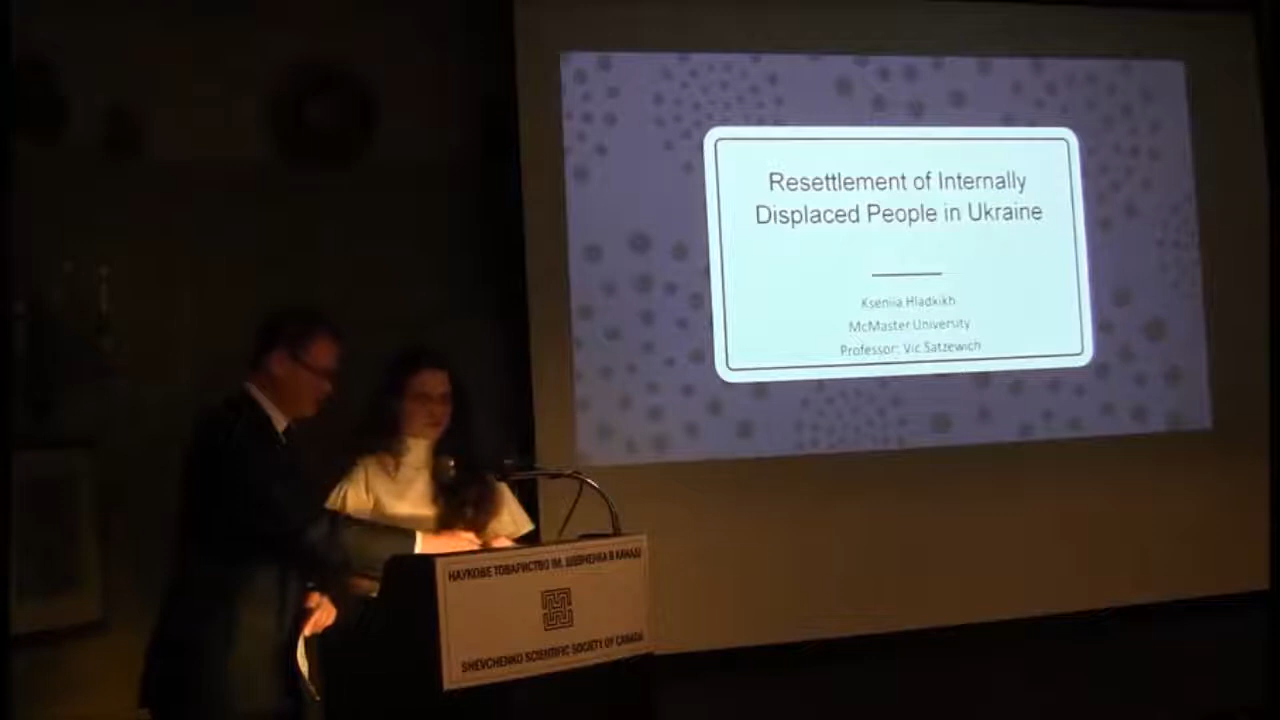 Resettlement of Internally
Displaced People in Ukraine
Kseniia Hladkikh
McMaster University
Professor: Vic Satzewich
НАУКОВЕ ТОВАРИСТВО ІМ. ШЕВЧЕНКА В КАНАДІ
SHEVCHENKO SCIENTIFIC SOCIETY OF CANADA